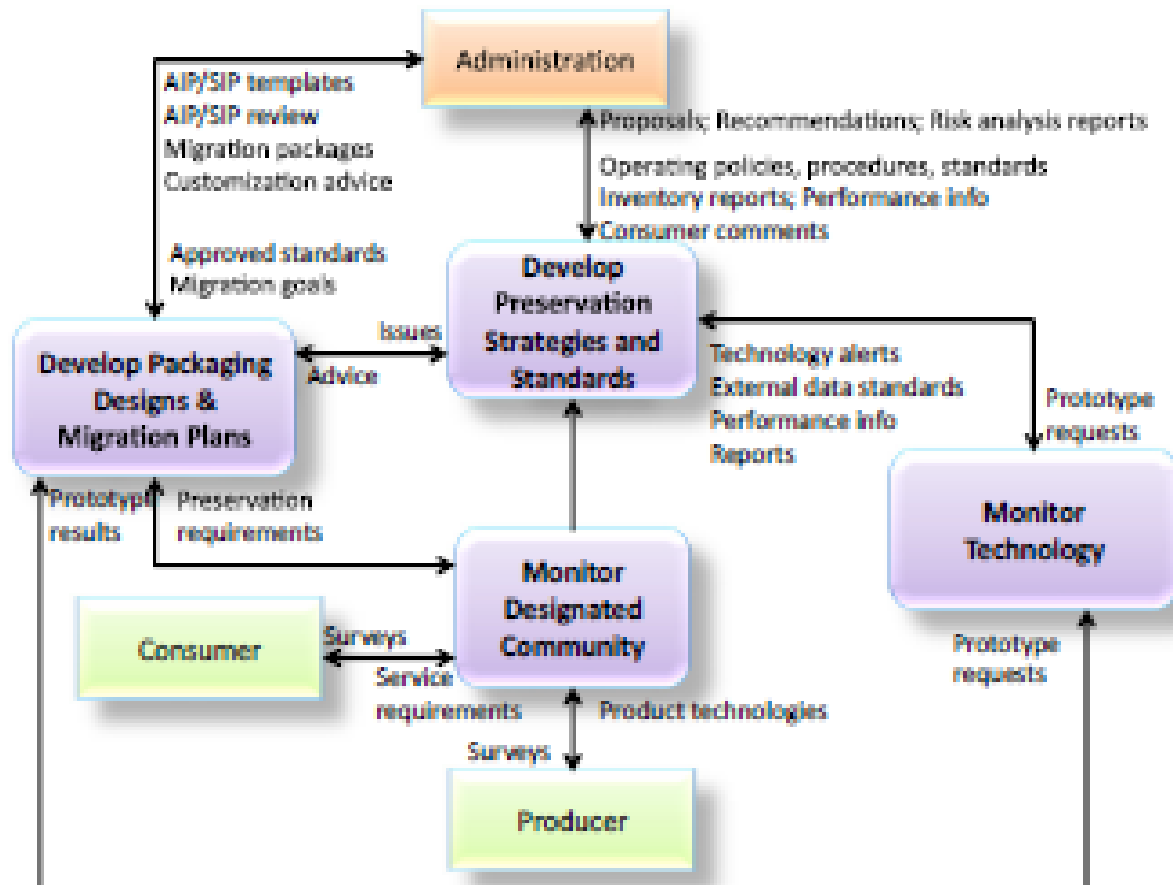 Administration
AIP/SIP templates
AIP/SIP review
Migration packages
Customization advice
Proposals; Recommendations; Risk analysis reports
Operating policies, procedures, standards
Inventory reports; Performance info
Consumer comments
Approved standards
Migration goals
Develop
Preservation
Strategies and
Standards
Issues
Advice
Develop Packaging
Designs &
Migration Plans
Technology alerts
External data standards
Performance info
Reports
Prototype
requests
Prototype
results
Preservation
requirements
Monitor
Technology
Monitor
Designated
Community
Consumer
Surveys
Service
requirements
Prototype
requests
Product technologies
Surveys
Producer